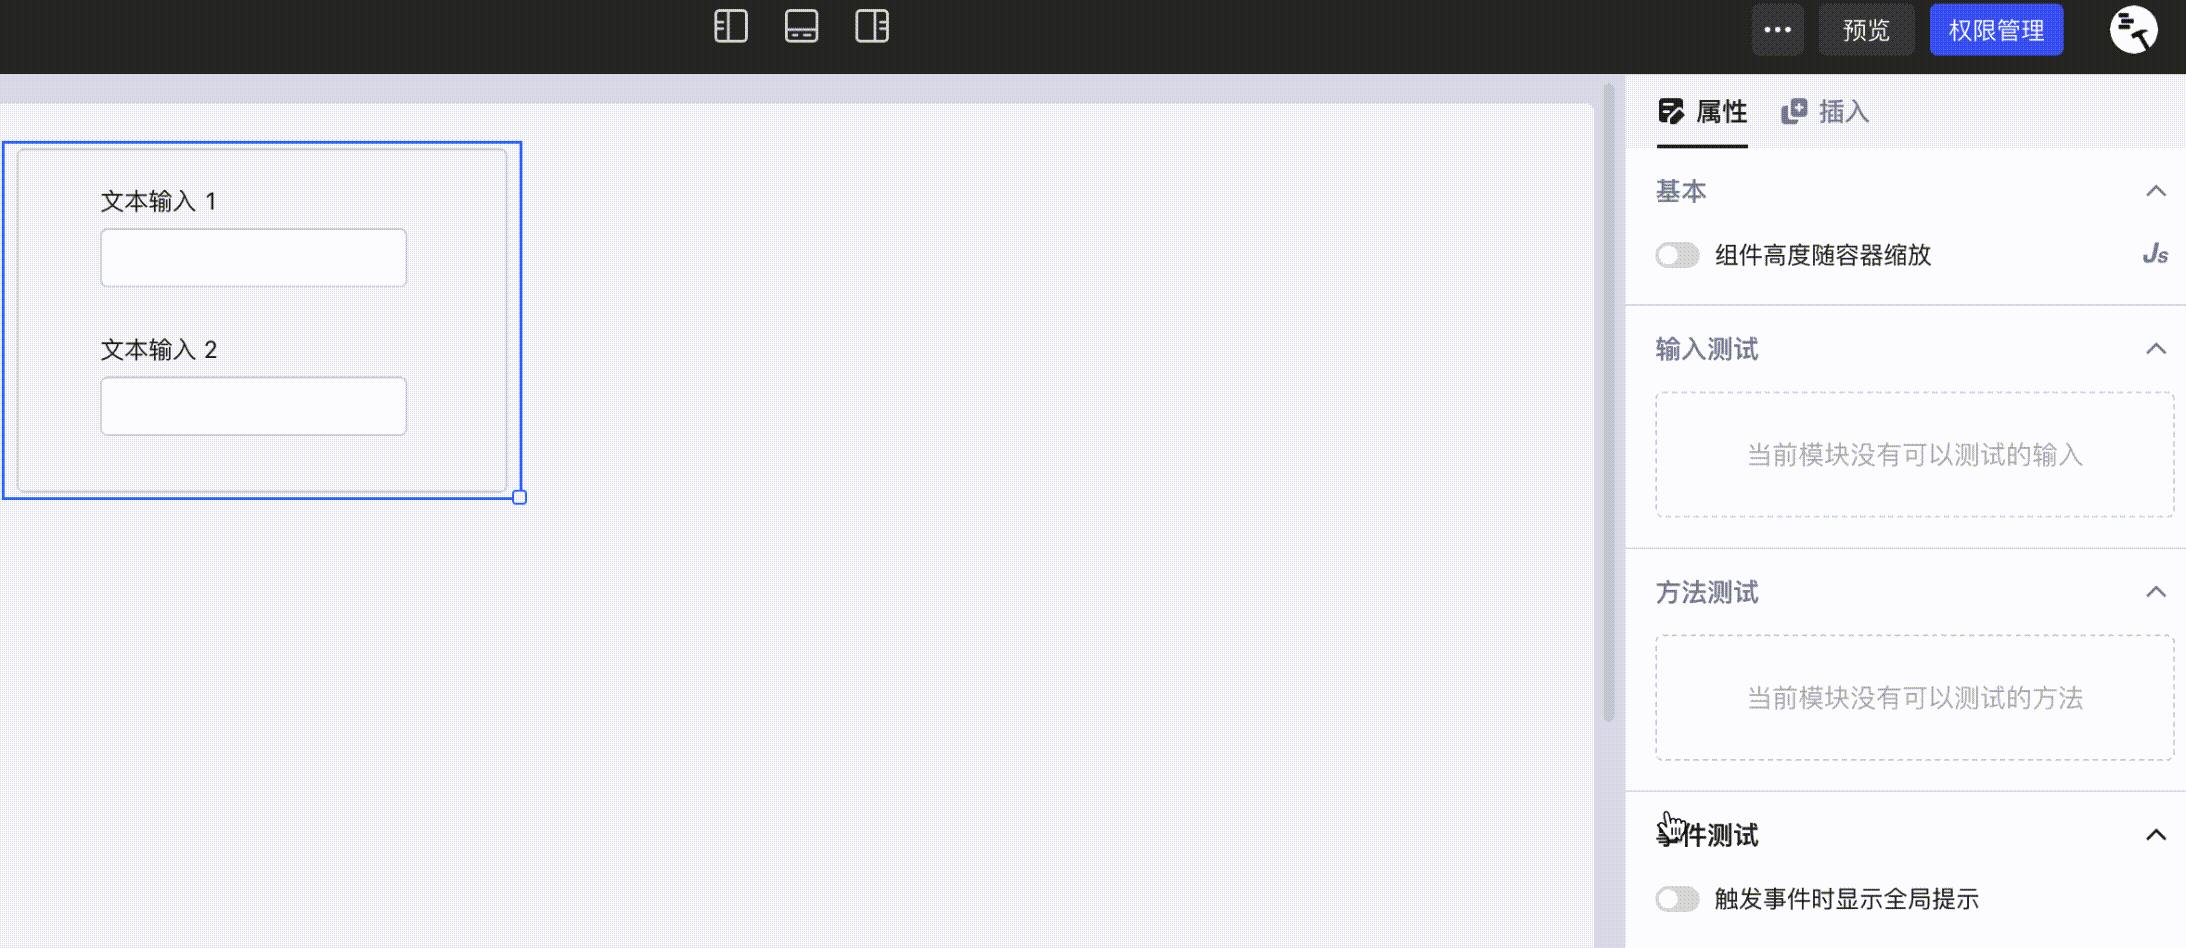 预览
权限管理
属性
插入
文本输入 1
文本输入 2
基本
组件高度随容器缩放
Js
输入测试
当前模块没有可以测试的输入
方法测试
当前模块没有可以测试的方法
件测试
触发事件时显示全局提示